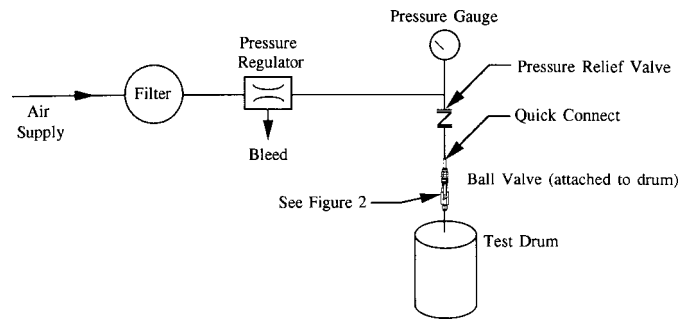 Pressure Gauge
Pressure
Regulator
Pressure Relief Valve
Filter
Air
Supply
Quick Connect
Bleed
Ball Valve (attached to drum)
See Figure 2
Test Drum